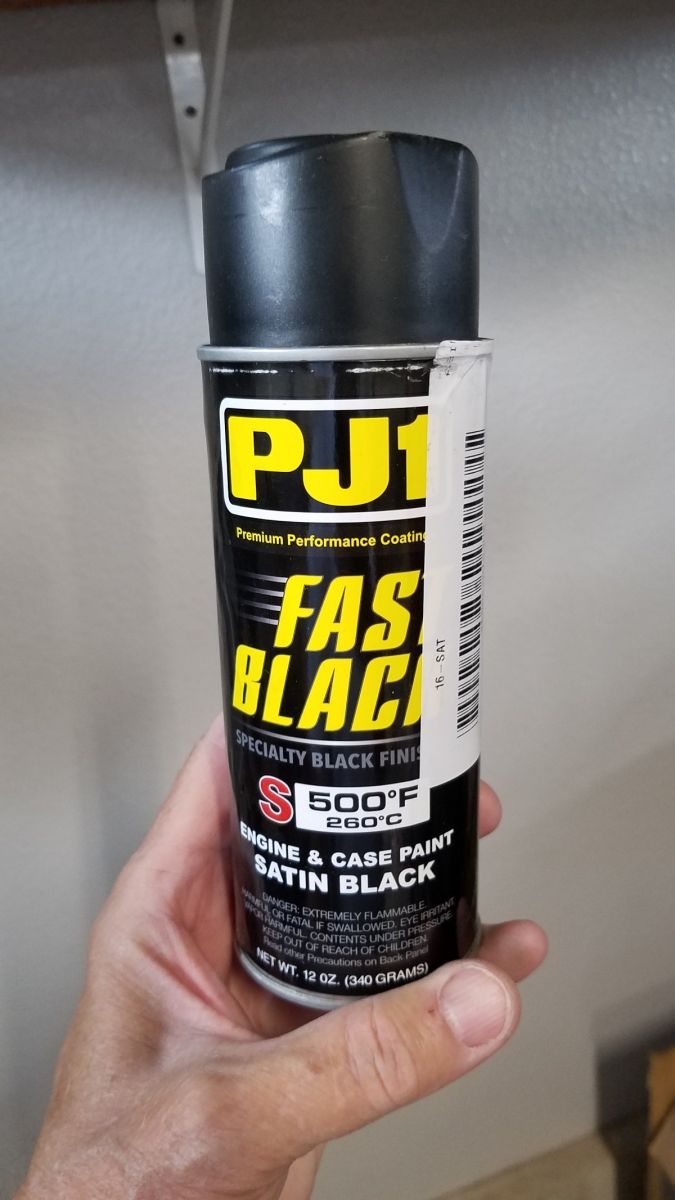 PJ1
Premium Performance Coating
FAST
BLACK
SPECIALTY BLACK FINIS
S 500°F
260°C
ENGINE & CASE PAINT
SATIN BLACK
DANGER: EXTREMELY FLAMMABLE.
HARMFUL OR FATAL IF SWALLOWED. EYE IRRITANT.
VAPOR HARMFUL. CONTENTS UNDER PRESSURE.
KEEP OUT OF REACH OF CHILDREN.
Read other Precautions on Back Panel
NET WT. 12 OZ. (340 GRAMS)
16-SAT